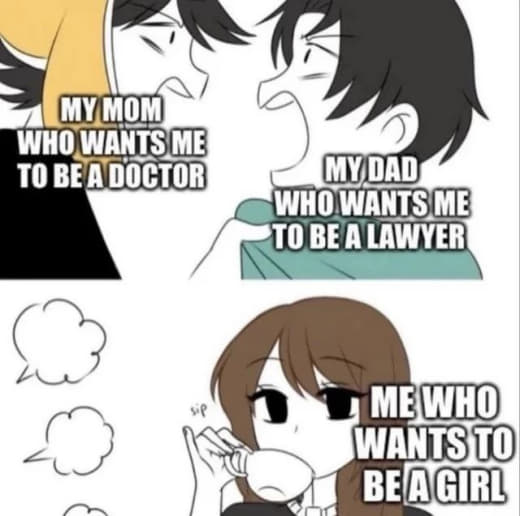 MY MOM
WHO WANTS ME
TO BE A DOCTOR
MY DAD
WHO WANTS ME
TO BE A LAWYER
sip
ME WHO
WANTS TO
BE A GIRL